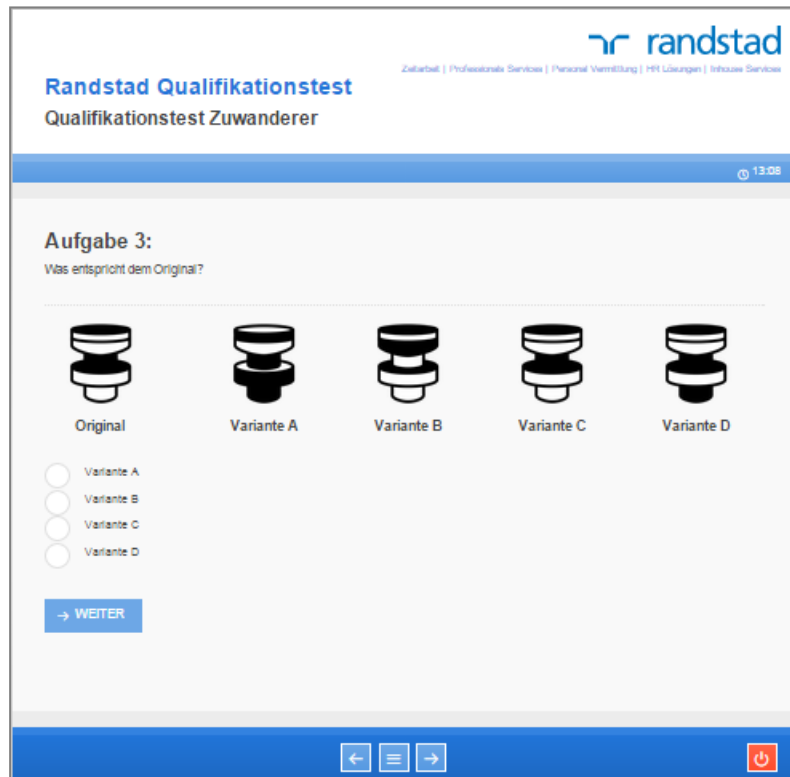 randstad
Zeitarbeit | Professionals Services | Personal Vermittlung | HR Lösungen | Inhouse Services
Randstad Qualifikationstest
Qualifikationstest Zuwanderer
13:08
Aufgabe 3:
Was entspricht dem Original?
Original Variante A Variante B Variante C Variante D
Variante A
Variante B
Variante C
Variante D
→ WEITER